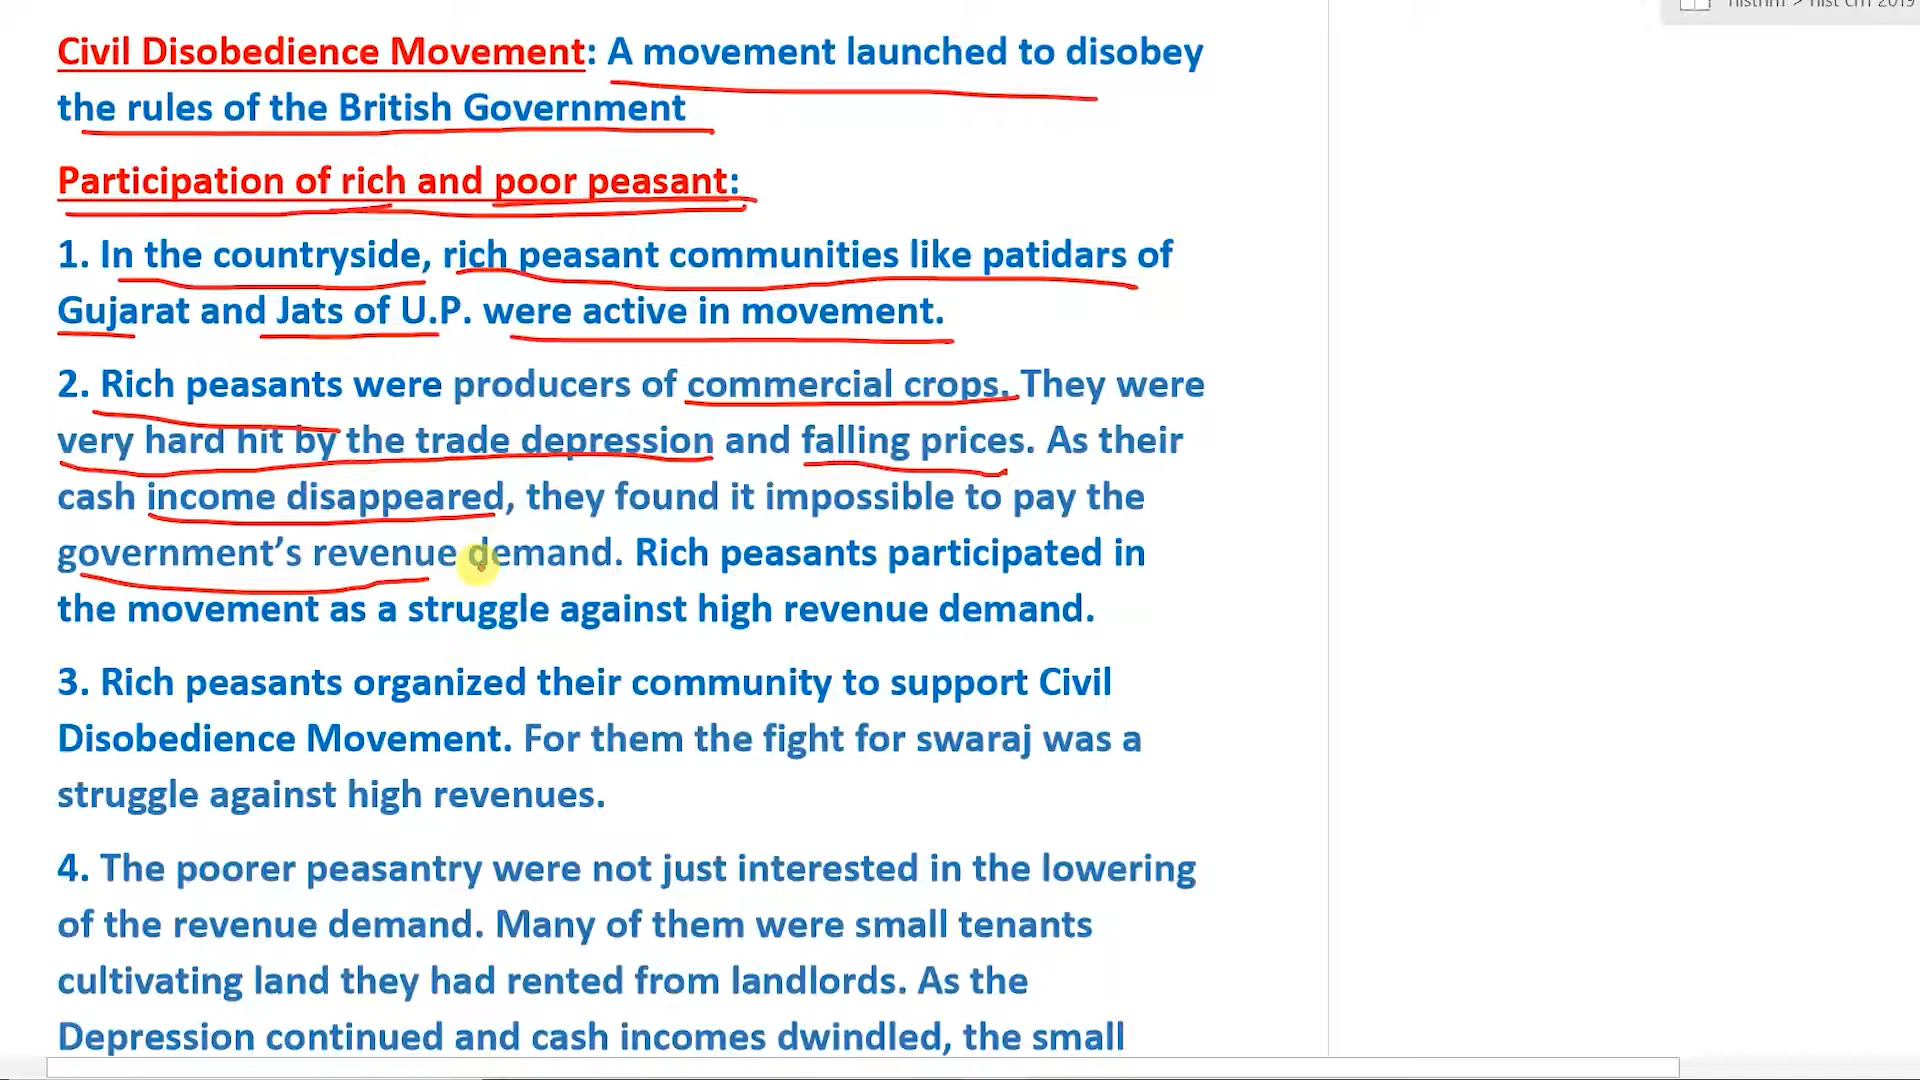 histnm > hist ch1 2019
Civil Disobedience Movement: A movement launched to disobey
the rules of the British Government
Participation of rich and poor peasant:
1. In the countryside, rich peasant communities like patidars of
Gujarat and Jats of U.P. were active in movement.
2. Rich peasants were producers of commercial crops. They were
very hard hit by the trade depression and falling prices. As their
cash income disappeared, they found it impossible to pay the
government’s revenue demand. Rich peasants participated in
the movement as a struggle against high revenue demand.
3. Rich peasants organized their community to support Civil
Disobedience Movement. For them the fight for swaraj was a
struggle against high revenues.
4. The poorer peasantry were not just interested in the lowering
of the revenue demand. Many of them were small tenants
cultivating land they had rented from landlords. As the
Depression continued and cash incomes dwindled, the small